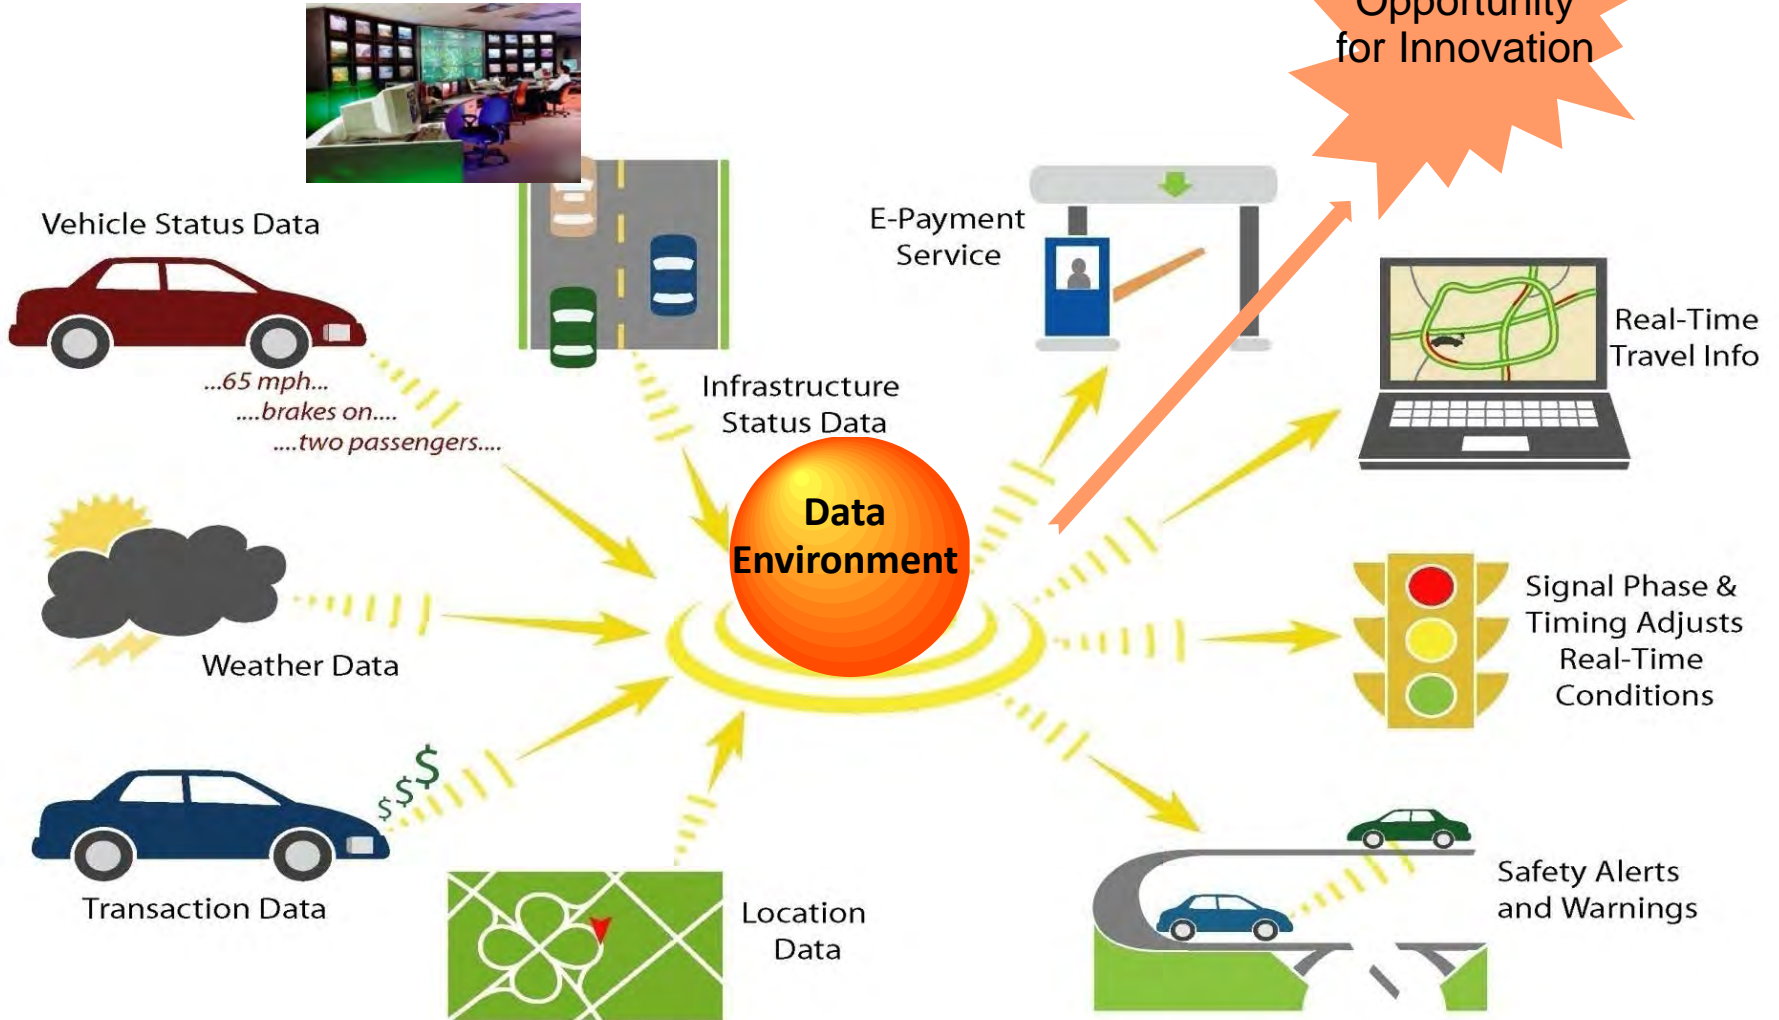 Opportunity
for Innovation
Vehicle Status Data
...65 mph...
....brakes on....
....two passengers....
Infrastructure
Status Data
E-Payment
Service
Real-Time
Travel Info
Data
Environment
Weather Data
Signal Phase &
Timing Adjusts
Real-Time
Conditions
$
$
$
Transaction Data
Location
Data
Safety Alerts
and Warnings